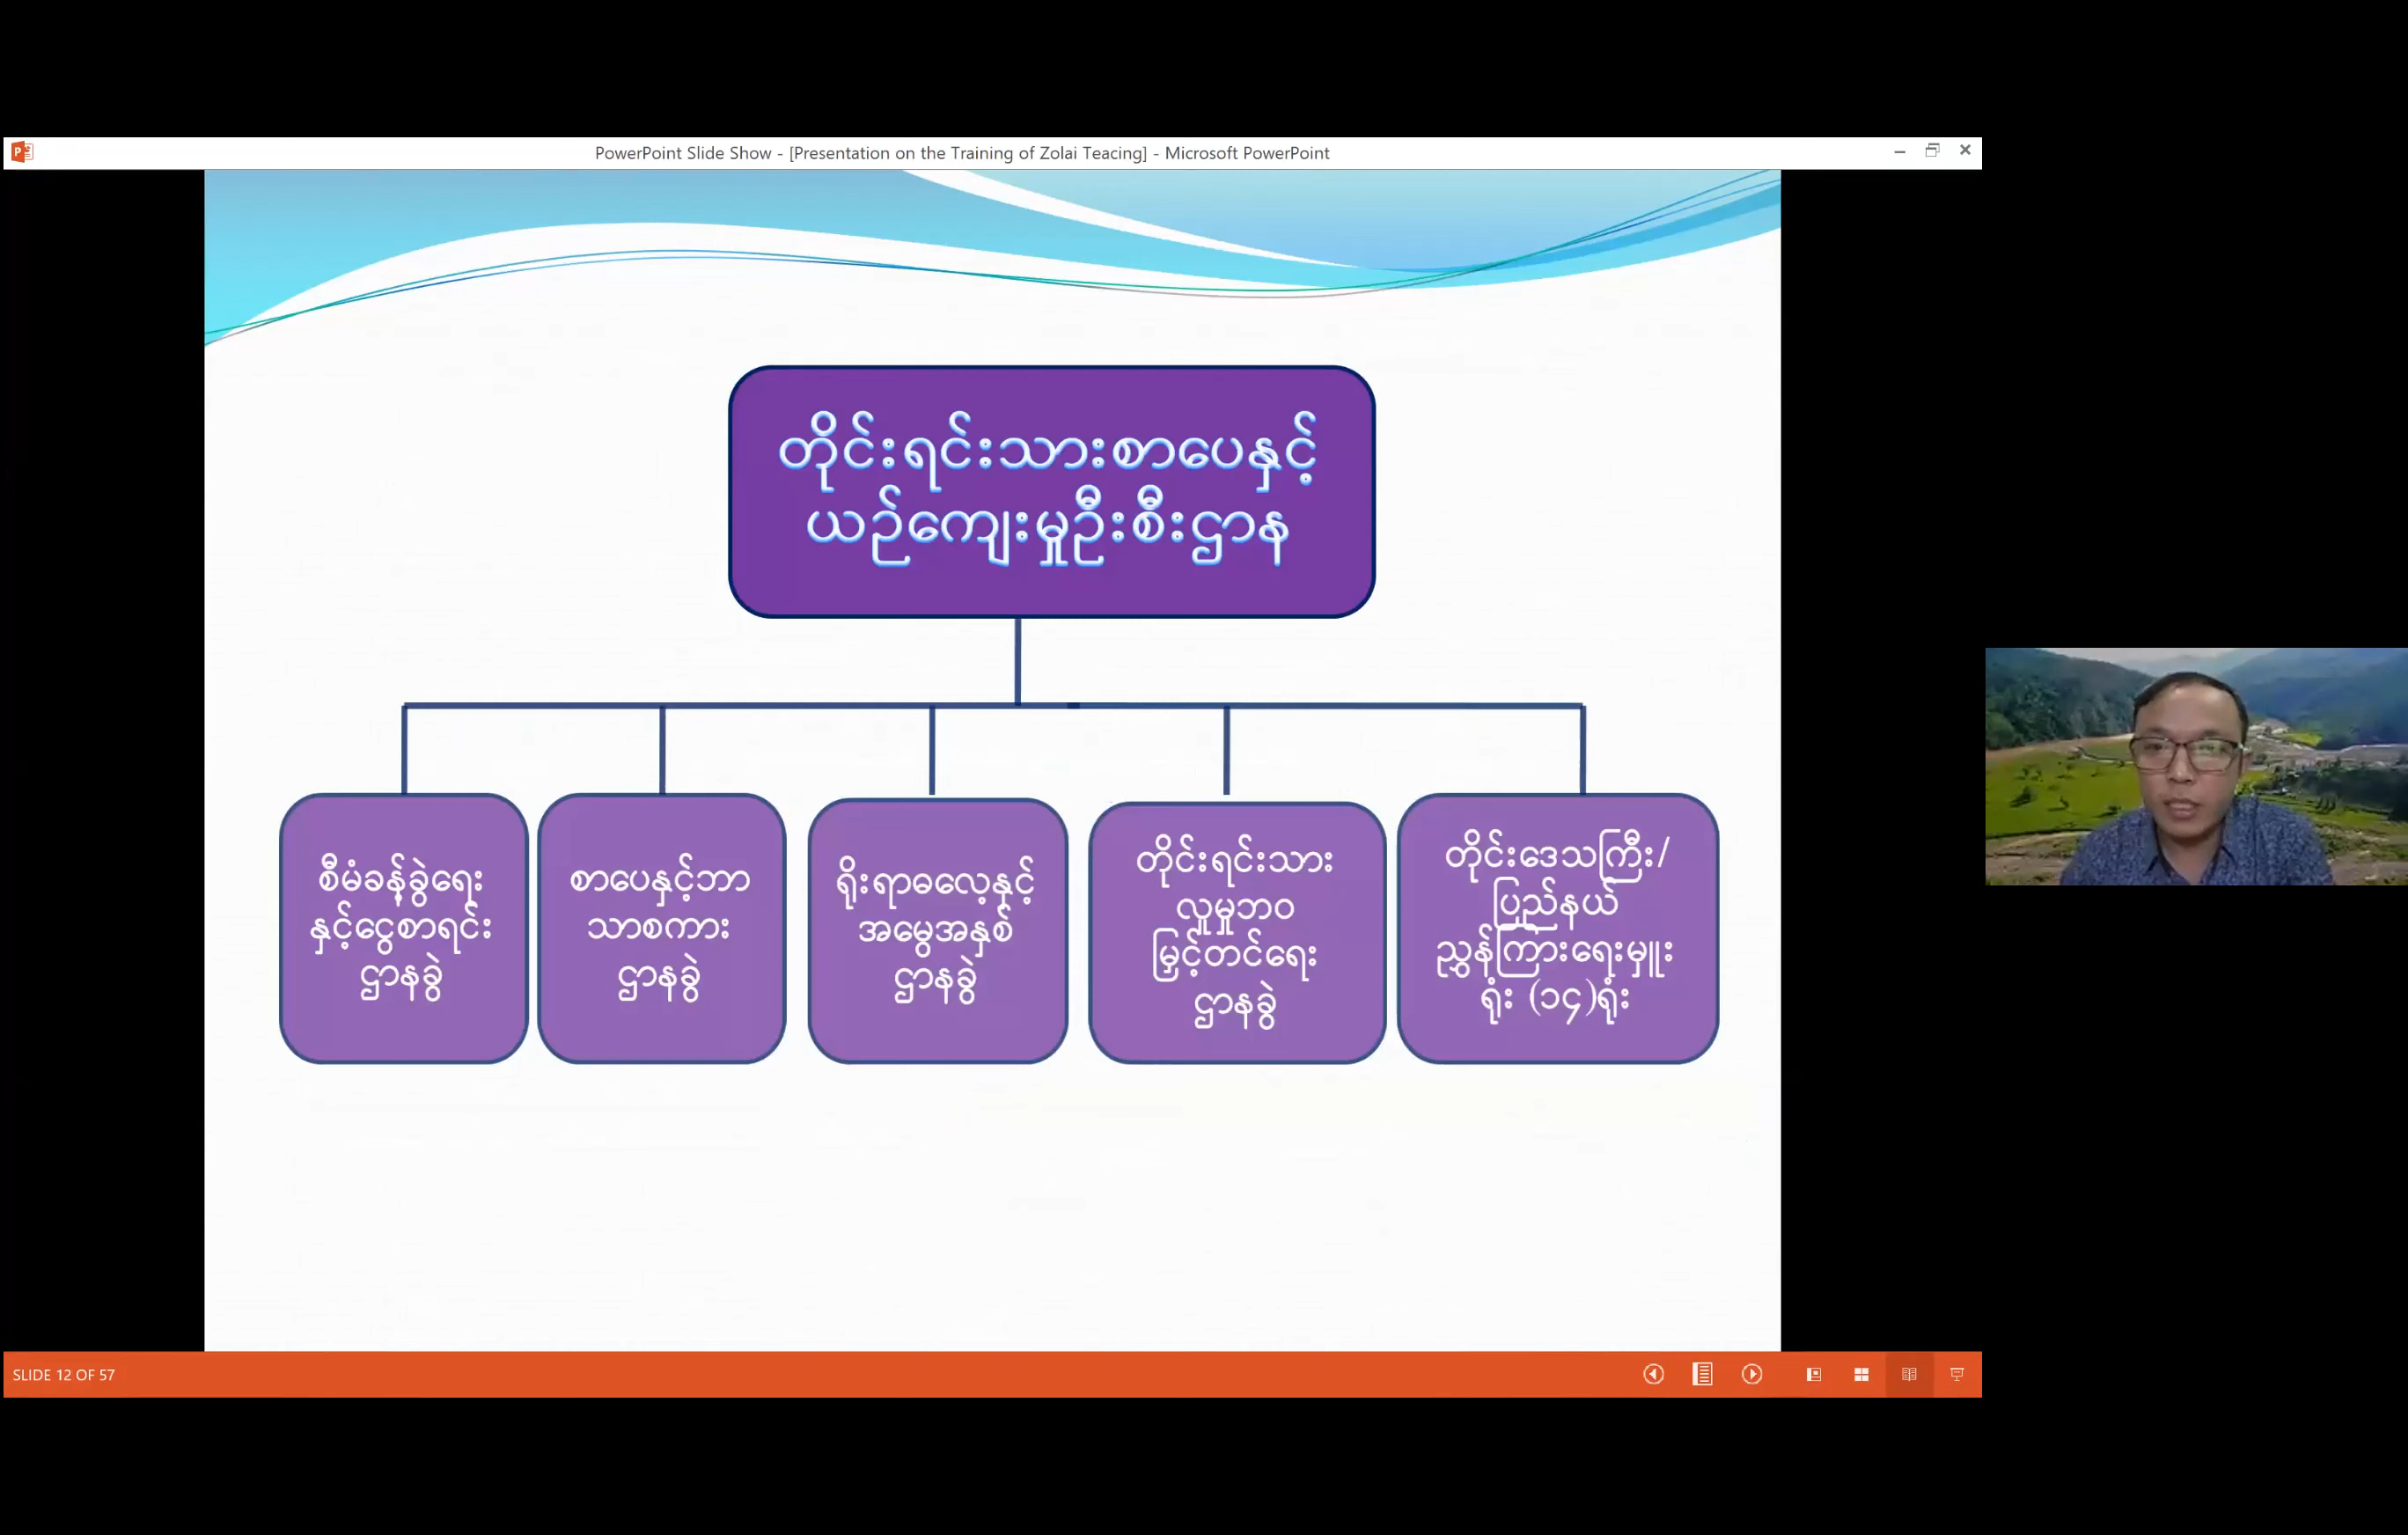 PowerPoint Slide Show - [Presentation on the Training of Zolai Teacing] - Microsoft PowerPoint
တိုင်းရင်းသားစာပေနှင့်
ယဉ်ကျေးမှုဦးစီးဌာန
စီမံခန့်ခွဲရေး
နှင့်ငွေစာရင်း
ဌာနခွဲ
စာပေနှင့်ဘာ
သာစကား
ဌာနခွဲ
ရိုးရာဓလေ့နှင့်
အမွေအနှစ်
ဌာနခွဲ
တိုင်းရင်းသား
လူမှုဘဝ
မြှင့်တင်ရေး
ဌာနခွဲ
တိုင်းဒေသကြီး/
ပြည်နယ်
ညွှန်ကြားရေးမှူး
ရုံး (၁၄)ရုံး
SLIDE 12 OF 57